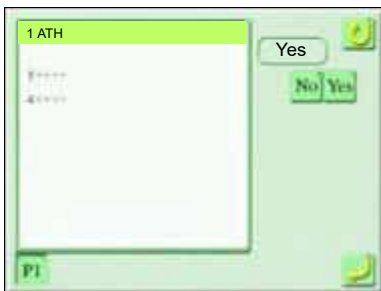 1 ATH
Yes
No Yes
P1